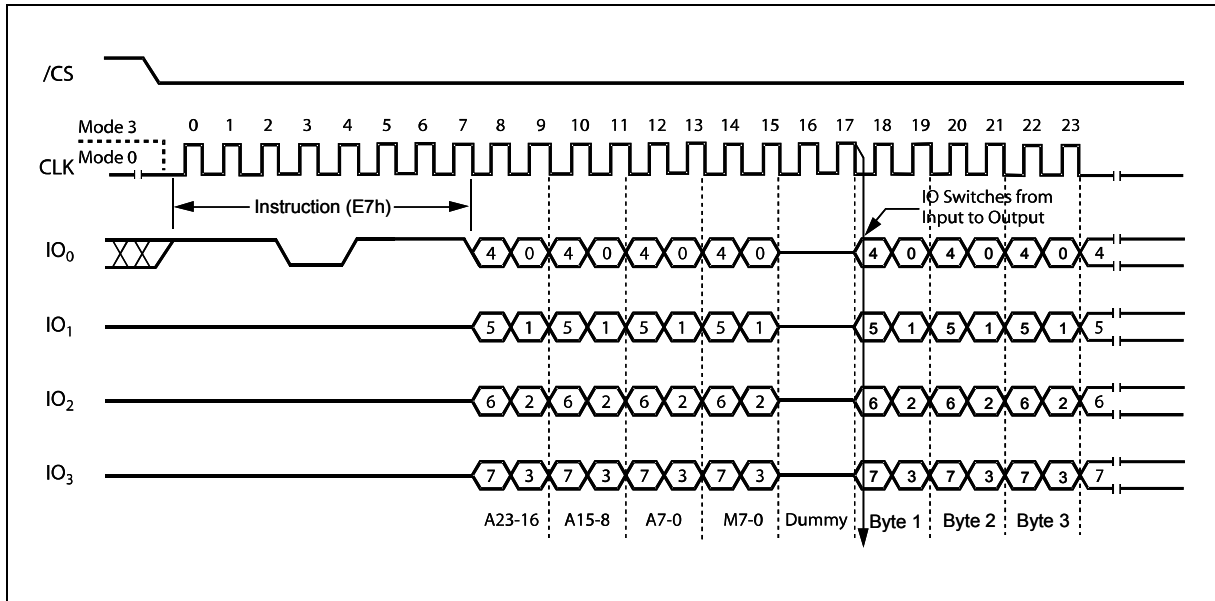 /CS
Mode 3
0 1 2 3 4 5 6 7 8 9 10 11 12 13 14 15 16 17 18 19 20 21 22 23
Mode 0
CLK
Instruction (E7h)
IO Switches from
Input to Output
IO0 4 0 4 0 4 0 4 0 4 0 4 0 4 0 4
IO1 5 1 5 1 5 1 5 1 5 1 5 1 5 1 5
IO2 6 2 6 2 6 2 6 2 6 2 6 2 6 2 6
IO3 7 3 7 3 7 3 7 3 7 3 7 3 7 3 7
A23-16 A15-8 A7-0 M7-0 Dummy Byte 1 Byte 2 Byte 3